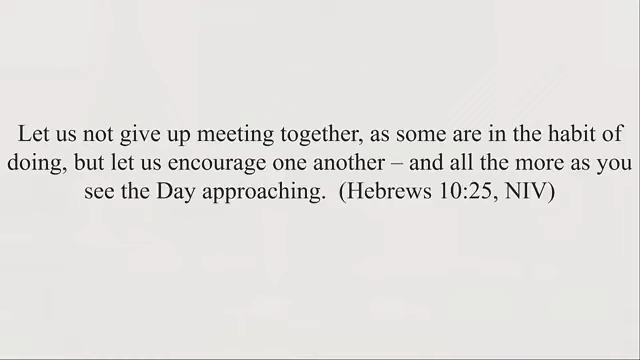 Let us not give up meeting together, as some are in the habit of
doing, but let us encourage one another – and all the more as you
see the Day approaching.  (Hebrews 10:25, NIV)